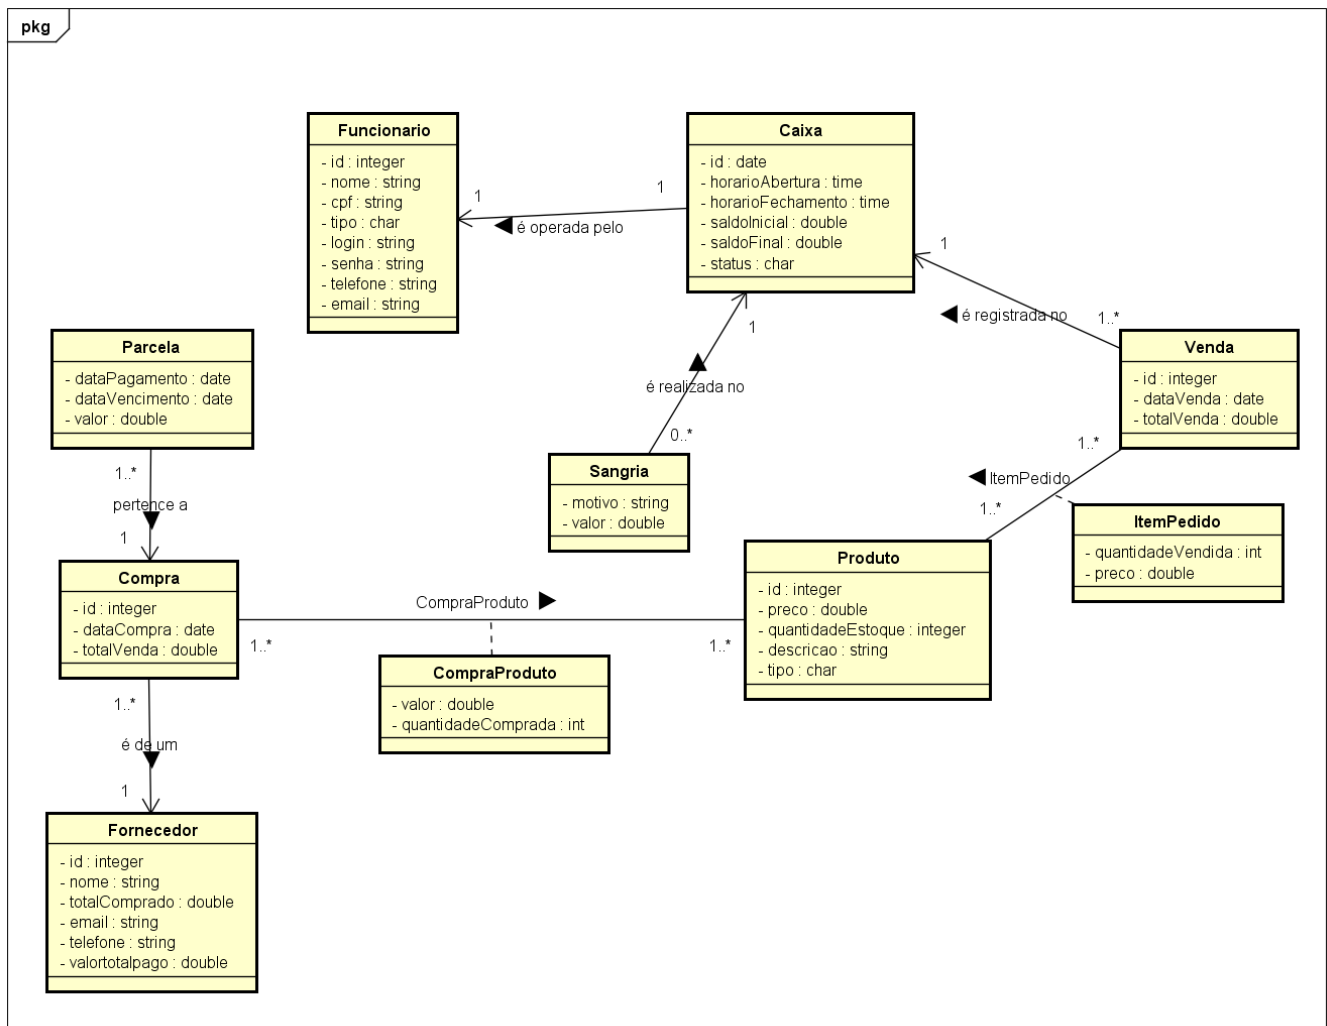 pkg
Funcionario
- id : integer
- nome : string
- cpf : string
- tipo : char
- login : string
- senha : string
- telefone : string
- email : string
1
1
é operada pelo
Caixa
- id : date
- horarioAbertura : time
- horarioFechamento : time
- saldoInicial : double
- saldoFinal : double
- status : char
1
é registrada no
1..*
1
é realizada no
0..*
Venda
- id : integer
- dataVenda : date
- totalVenda : double
1..*
ItemPedido
1..*
Parcela
- dataPagamento : date
- dataVencimento : date
- valor : double
1..*
pertence a
1
Sangria
- motivo : string
- valor : double
ItemPedido
- quantidadeVendida : int
- preco : double
Compra
- id : integer
- dataCompra : date
- totalVenda : double
CompraProduto
1..*
1..*
Produto
- id : integer
- preco : double
- quantidadeEstoque : integer
- descricao : string
- tipo : char
CompraProduto
- valor : double
- quantidadeComprada : int
1..*
é de um
1
Fornecedor
- id : integer
- nome : string
- totalComprado : double
- email : string
- telefone : string
- valortotalpago : double